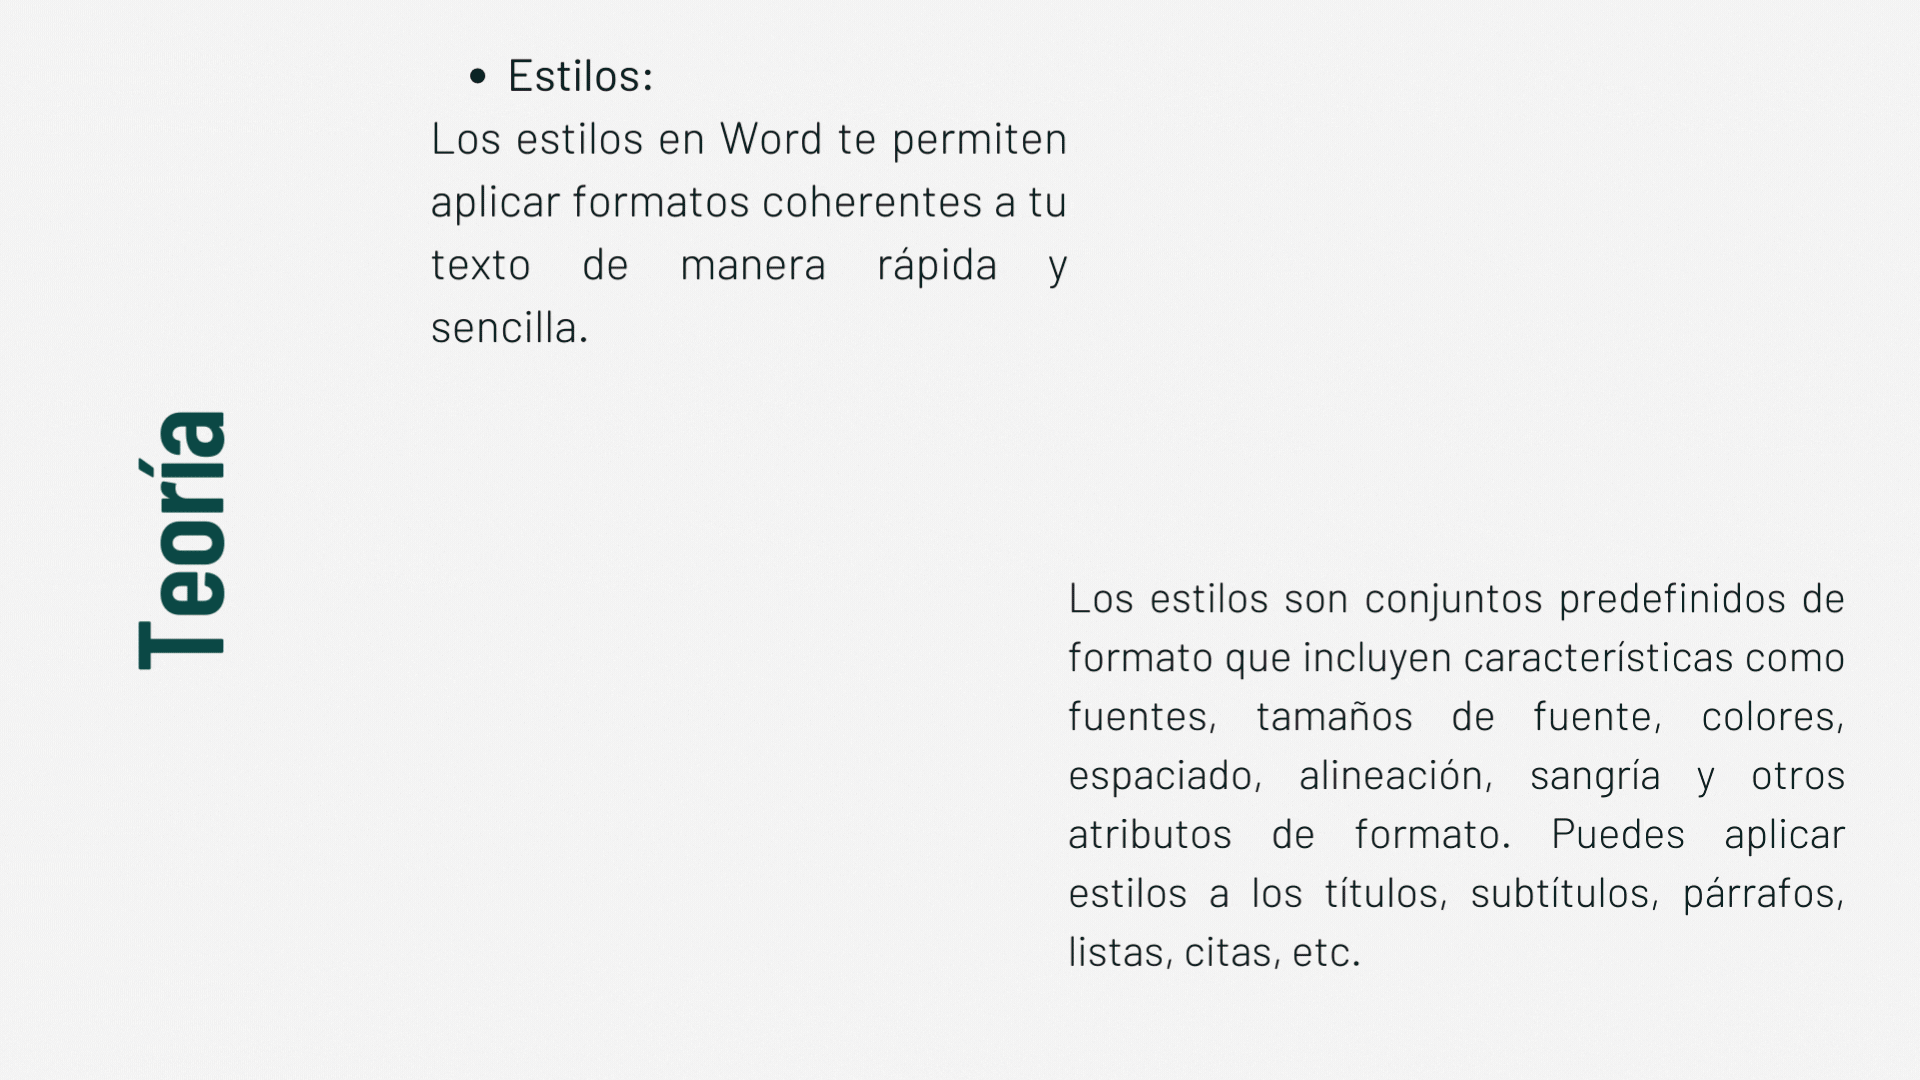 Teoría
• Estilos:
Los estilos en Word te permiten
aplicar formatos coherentes a tu
texto de manera rápida y
sencilla.
Los estilos son conjuntos predefinidos de
formato que incluyen características como
fuentes, tamaños de fuente, colores,
espaciado, alineación, sangría y otros
atributos de formato. Puedes aplicar
estilos a los títulos, subtítulos, párrafos,
listas, citas, etc.